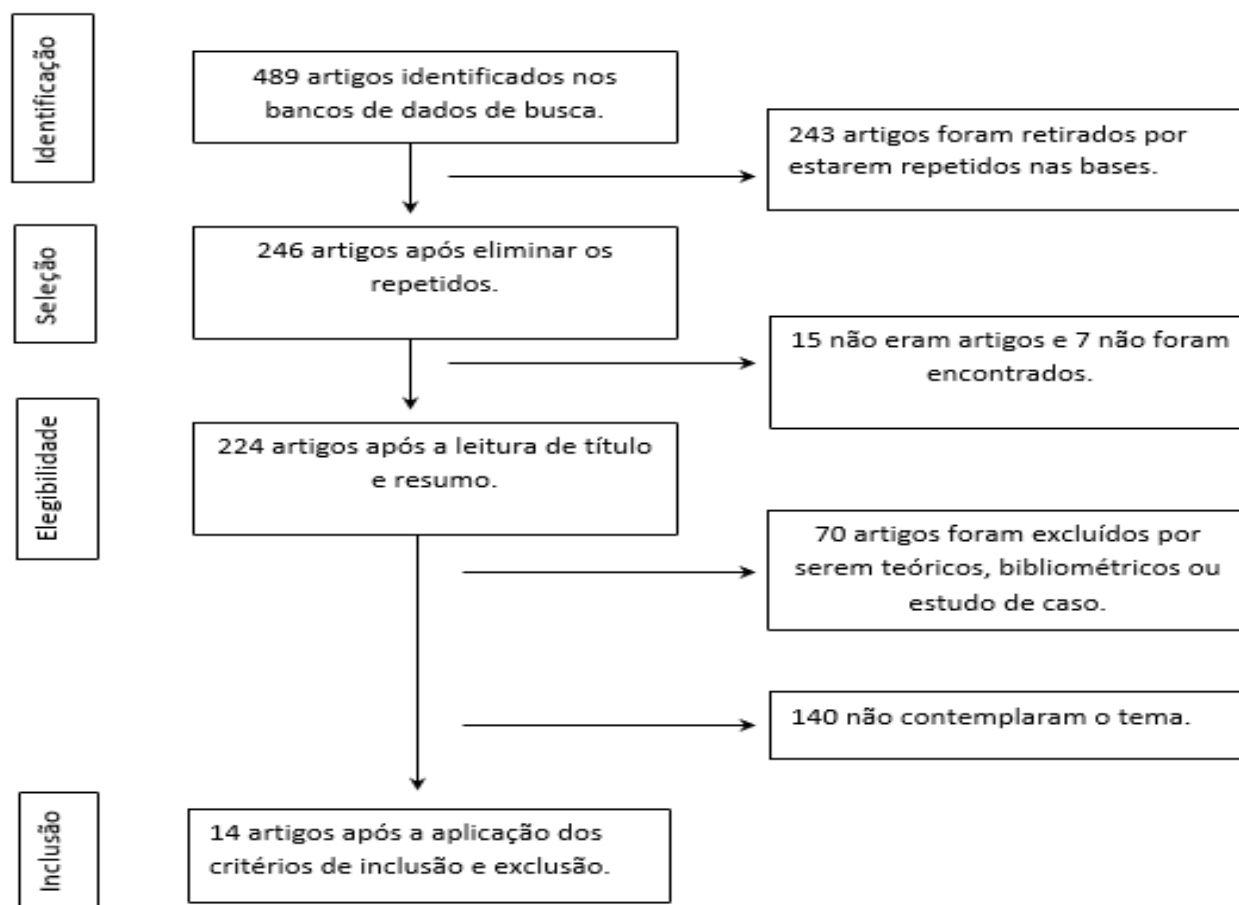 Identificação
489 artigos identificados nos
bancos de dados de busca.
243 artigos foram retirados por
estarem repetidos nas bases.
Seleção
246 artigos após eliminar os
repetidos.
15 não eram artigos e 7 não foram
encontrados.
Elegibilidade
224 artigos após a leitura de título
e resumo.
70 artigos foram excluídos por
serem teóricos, bibliométricos ou
estudo de caso.
140 não contemplaram o tema.
Inclusão
14 artigos após a aplicação dos
critérios de inclusão e exclusão.